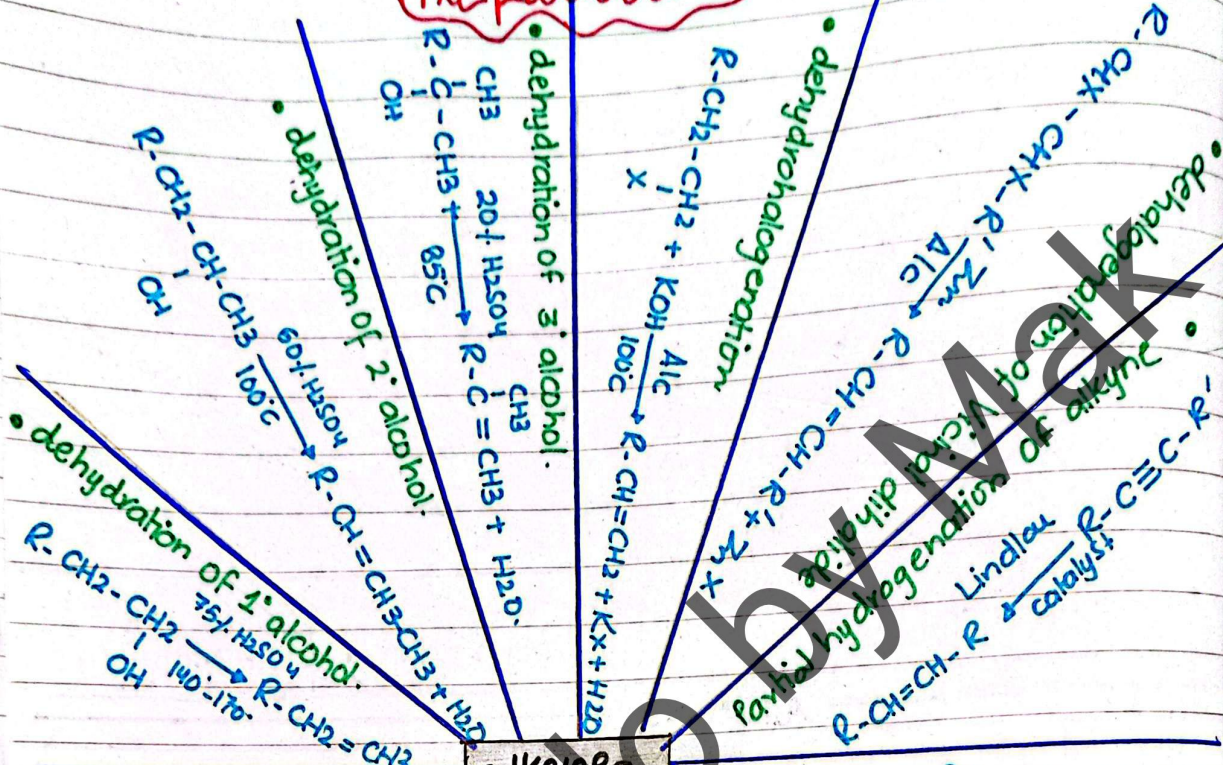 • dehydration of 1° alcohol.
R-CH2-CH2
OH
75% H2SO4
140°-170°
R-CH2=CH2
• dehydration of 2° alcohol.
R-CH2-CH-CH3
OH
60% H2SO4
100°C
R-CH=CH3-CH3+H2O
• dehydration of 3° alcohol.
CH3
R-C-CH3+
OH
20% H2SO4
85°C
CH3
R-C=CH3+H2O.
• dehydrohalogenation
R-CH2-CH2+KOH
X
Alc
100°C
R-CH=CH2+KX+H2O
• dehalogenation of Vicinal dihalide
R-CHX-CHX-R'
Zn
Alc
R-CH=CH-R'
Znx
• Partial hydrogenation of alkyne
R-C≡C-R'
Lindlau
catalyst
R-CH=CH-R
by Mak